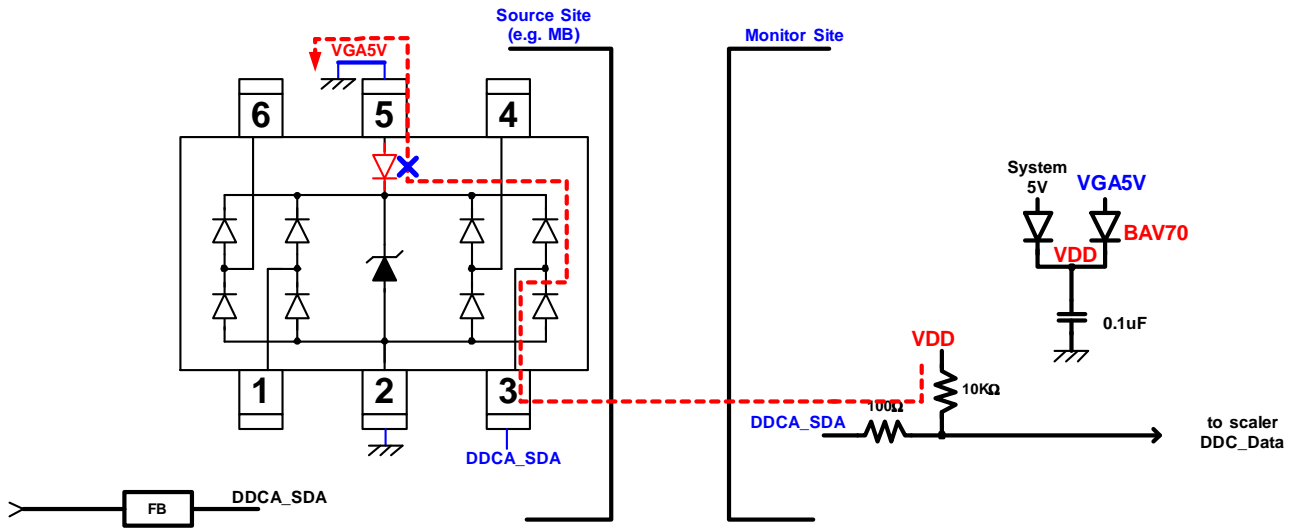 Source Site
(e.g. MB)
Monitor Site
VGA5V
6
5
4
System
5V
VGA5V
BAV70
VDD
0.1uF
VDD
10KΩ
1
2
3
100Ω
DDCA_SDA
to scaler
DDC_Data
DDCA_SDA
FB
DDCA_SDA